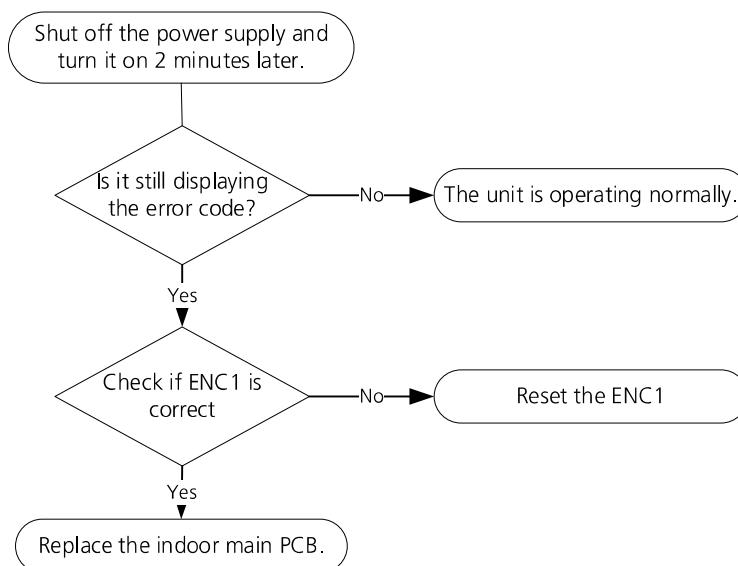 Shut off the power supply and
turn it on 2 minutes later.
Is it still displaying
the error code?
No
The unit is operating normally.
Yes
Check if ENC1 is
correct
No
Reset the ENC1
Yes
Replace the indoor main PCB.